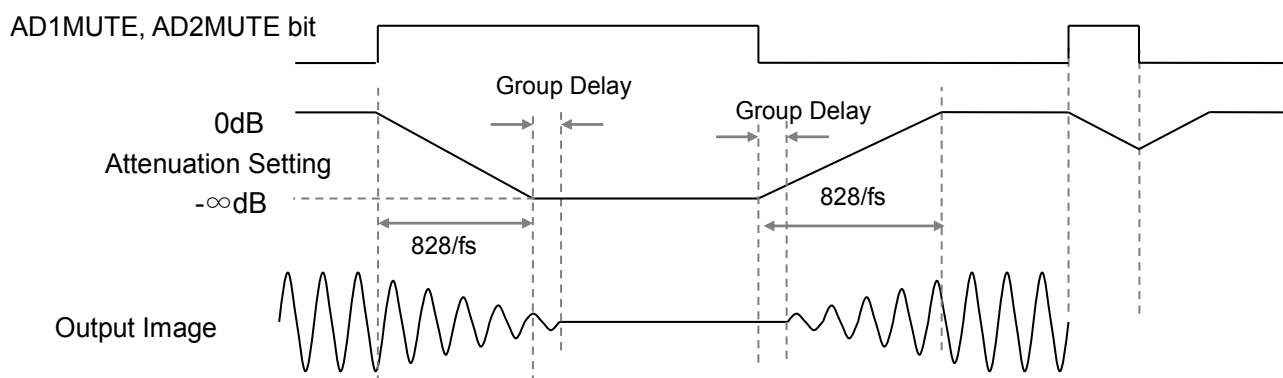 AD1MUTE, AD2MUTE bit
Group Delay
Group Delay
0dB
Attenuation Setting
-∞dB
828/fs
828/fs
Output Image